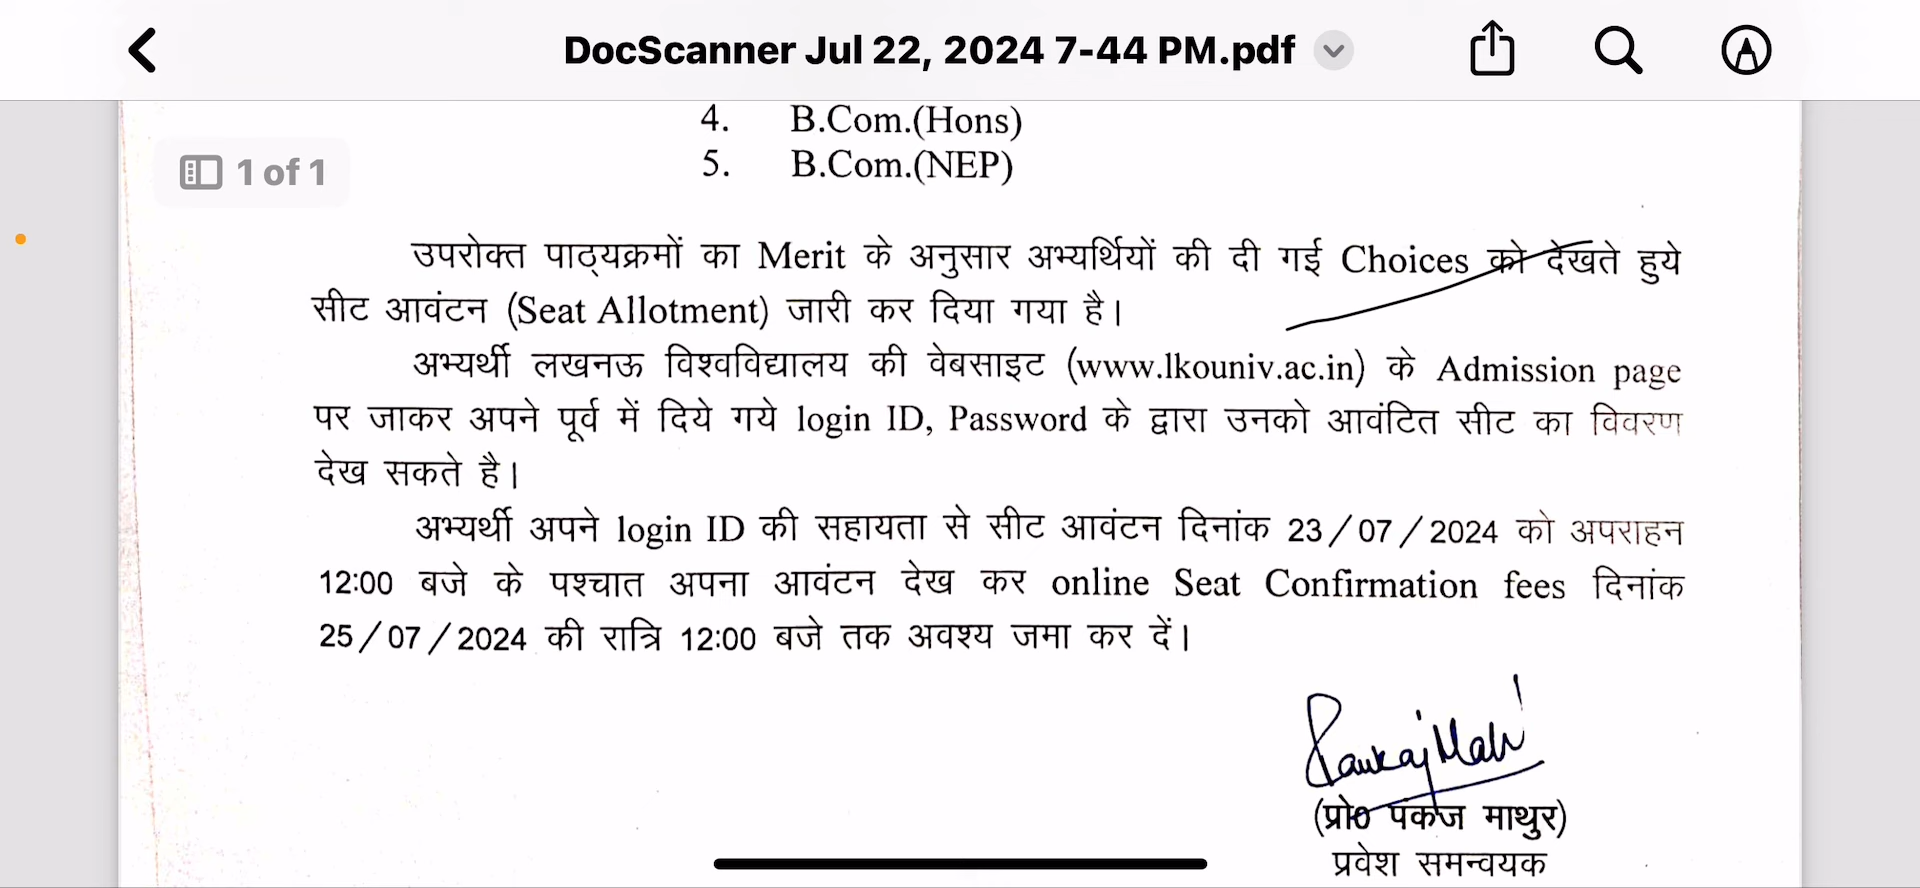 DocScanner Jul 22, 2024 7-44 PM.pdf
4. B.Com.(Hons)
1 of 1
5. B.Com.(NEP)
उपरोक्त पाठ्यक्रमों का Merit के अनुसार अभ्यर्थियों की दी गई Choices को देखते हुये
सीट आवंटन (Seat Allotment) जारी कर दिया गया है।
अभ्यर्थी लखनऊ विश्वविद्यालय की वेबसाइट (www.lkouniv.ac.in) के Admission page
पर जाकर अपने पूर्व में दिये गये login ID, Password के द्वारा उनको आवंटित सीट का विवरण
देख सकते है।
अभ्यर्थी अपने login ID की सहायता से सीट आवंटन दिनांक 23/07/2024 को अपराहन
12:00 बजे के पश्चात अपना आवंटन देख कर online Seat Confirmation fees दिनांक
25/07/2024 की रात्रि 12:00 बजे तक अवश्य जमा कर दें।
(प्रो० पंकज माथुर)
प्रवेश समन्वयक